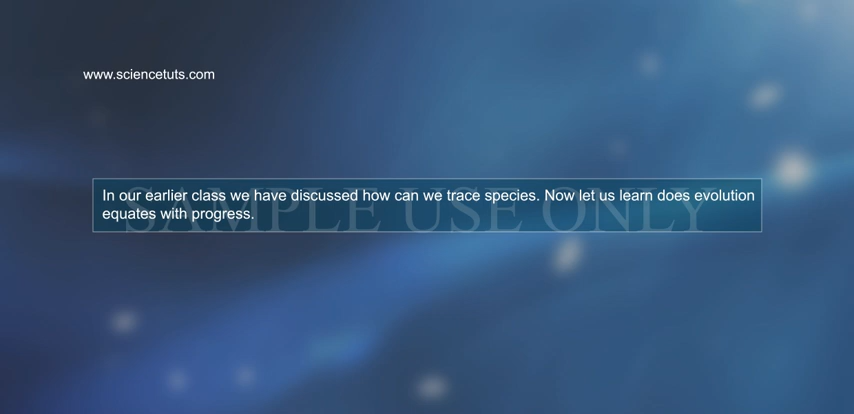 www.sciencetuts.com
In our earlier class we have discussed how can we trace species. Now let us learn does evolution
equates with progress.
SAMPLE USE ONLY